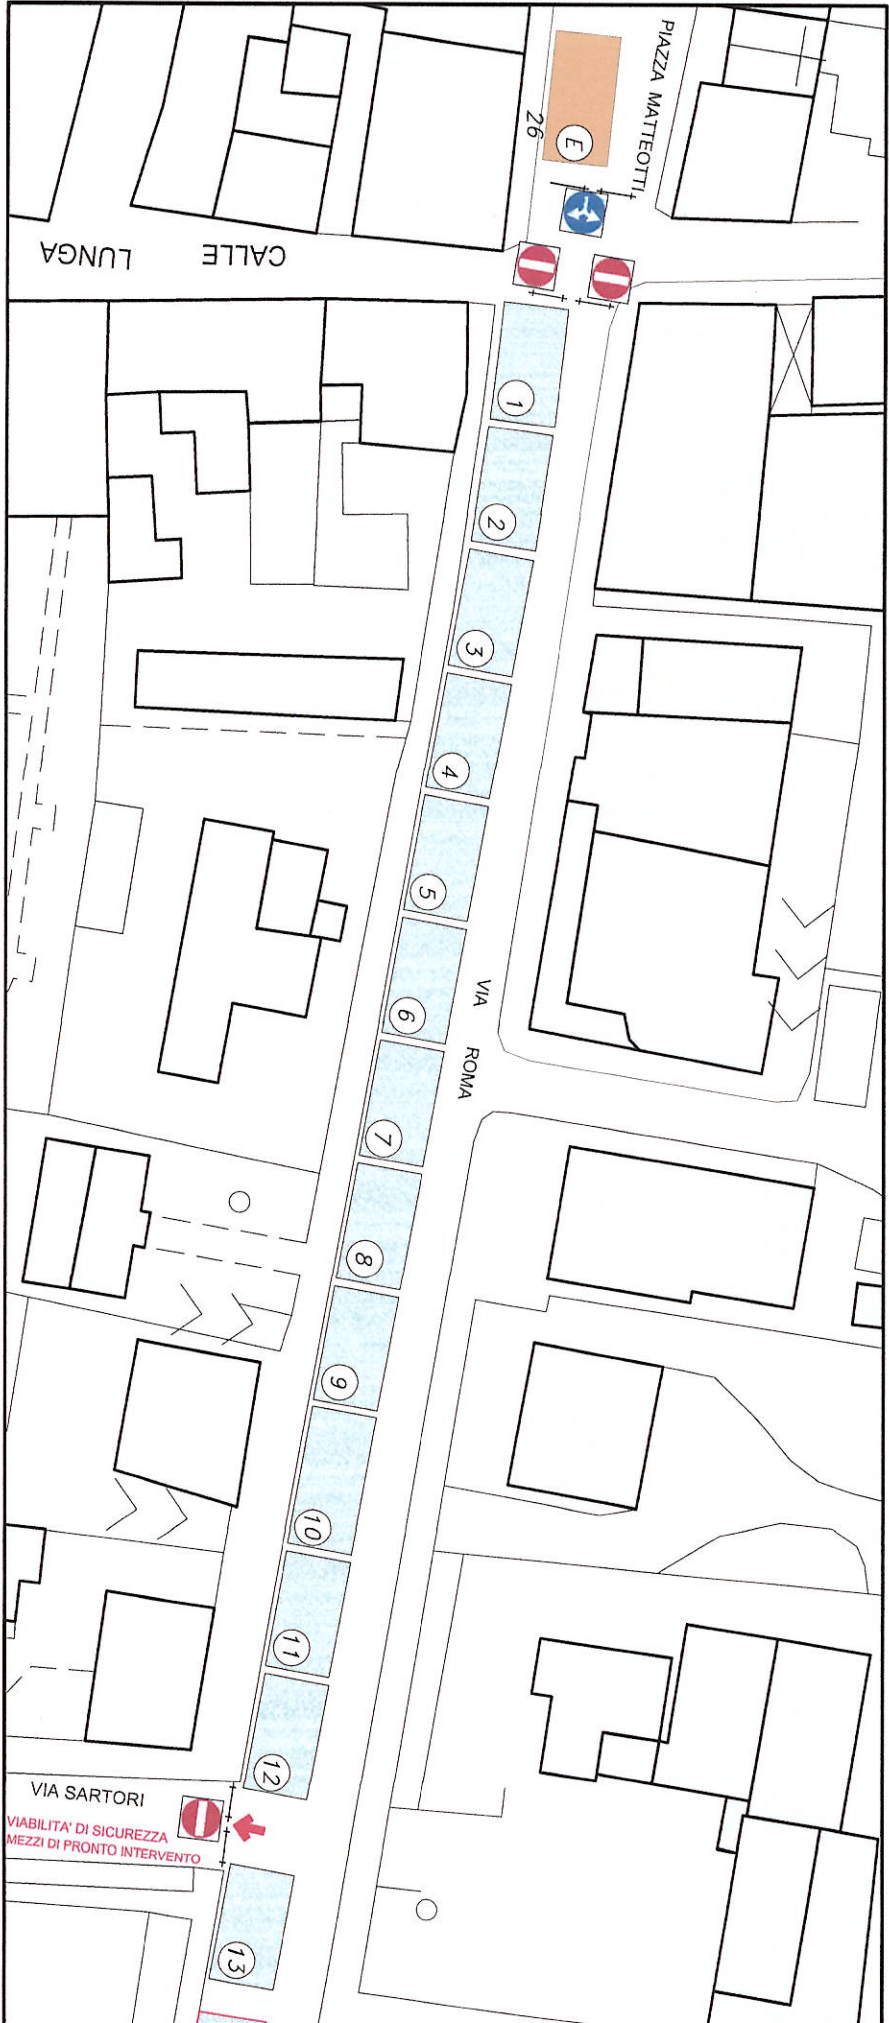 PIAZZA MATTEOTTI
26
E
CALLE LUNGA
1
2
3
4
5
6
VIA ROMA
7
8
9
10
11
12
VIA SARTORI
VIABILITA' DI SICUREZZA
MEZZI DI PRONTO INTERVENTO
13